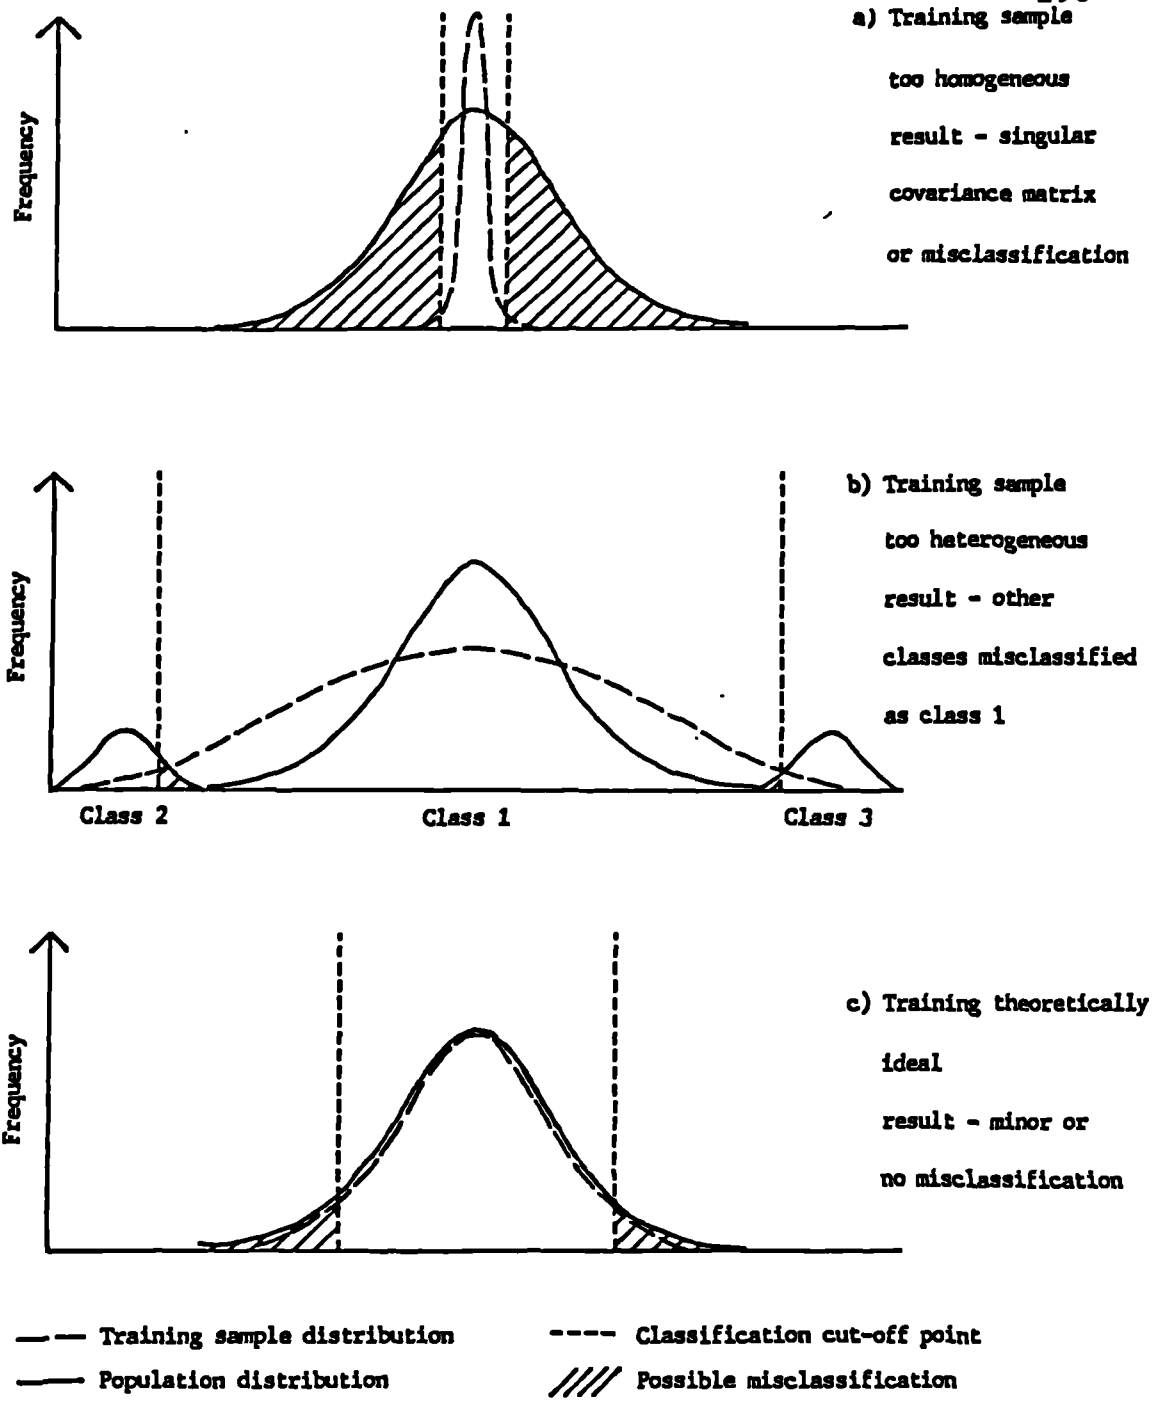 a) Training sample
too homogeneous
result - singular
covariance matrix
or misclassification
Frequency
b) Training sample
too heterogeneous
result - other
classes misclassified
as class 1
Frequency
Class 2
Class 1
Class 3
c) Training theoretically
ideal
result - minor or
no misclassification
Frequency
Training sample distribution
Classification cut-off point
Population distribution
Possible misclassification